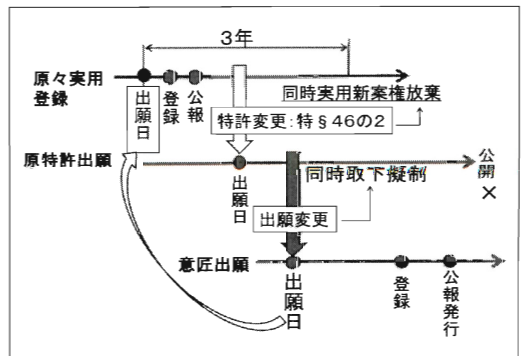 3年
原々実用
登録
出願日
登録
公報
同時実用新案権放棄
特許変更:特§46の2
原特許出願
出願日
同時取下擬制
公開
×
出願変更
意匠出願
出願日
登録
公報発行